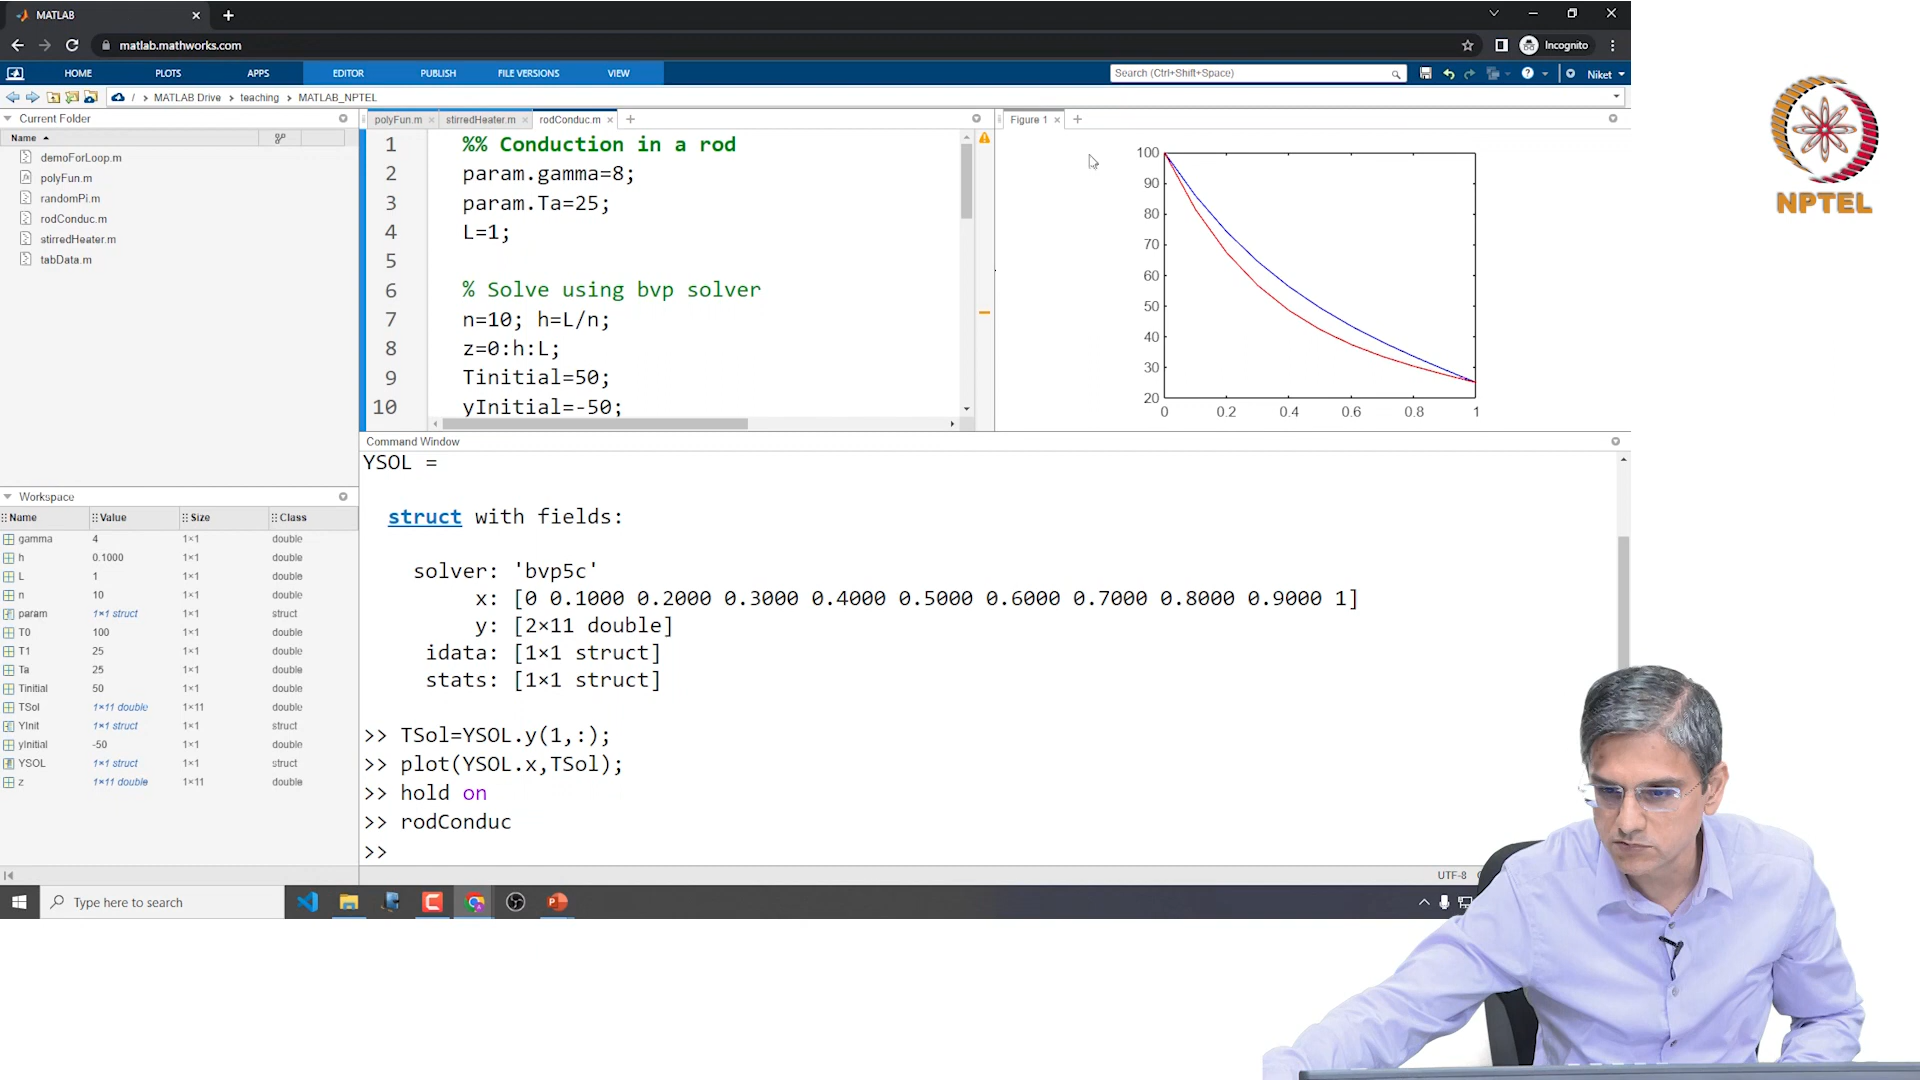 MATLAB
matlab.mathworks.com
Incognito
HOME PLOTS APPS EDITOR PUBLISH FILE VERSIONS VIEW
Search (Ctrl+Shift+Space)
Niket
/ > MATLAB Drive > teaching > MATLAB_NPTEL
Current Folder
Name
demoForLoop.m
polyFun.m
randomPi.m
rodConduc.m
stirredHeater.m
tabData.m
polyFun.m stirredHeater.m rodConduc.m
1 %% Conduction in a rod
2 param.gamma=8;
3 param.Ta=25;
4 L=1;
5
6 % Solve using bvp solver
7 n=10; h=L/n;
8 z=0:h:L;
9 Tinitial=50;
10 yInitial=-50;
Figure 1
100
90
80
70
60
50
40
30
20
0 0.2 0.4 0.6 0.8 1
NPTEL
Workspace
Name Value Size Class
gamma 4 1×1 double
h 0.1000 1×1 double
L 1 1×1 double
n 10 1×1 double
param 1×1 struct 1×1 struct
T0 100 1×1 double
T1 25 1×1 double
Ta 25 1×1 double
Tinitial 50 1×1 double
TSol 1×11 double 1×11 double
YInit 1×1 struct 1×1 struct
yInitial -50 1×1 double
YSOL 1×1 struct 1×1 struct
z 1×11 double 1×11 double
Command Window
YSOL =
struct with fields:
solver: 'bvp5c'
x: [0 0.1000 0.2000 0.3000 0.4000 0.5000 0.6000 0.7000 0.8000 0.9000 1]
y: [2×11 double]
idata: [1×1 struct]
stats: [1×1 struct]
>> TSol=YSOL.y(1,:);
>> plot(YSOL.x,TSol);
>> hold on
>> rodConduc
>>
UTF-8
Type here to search